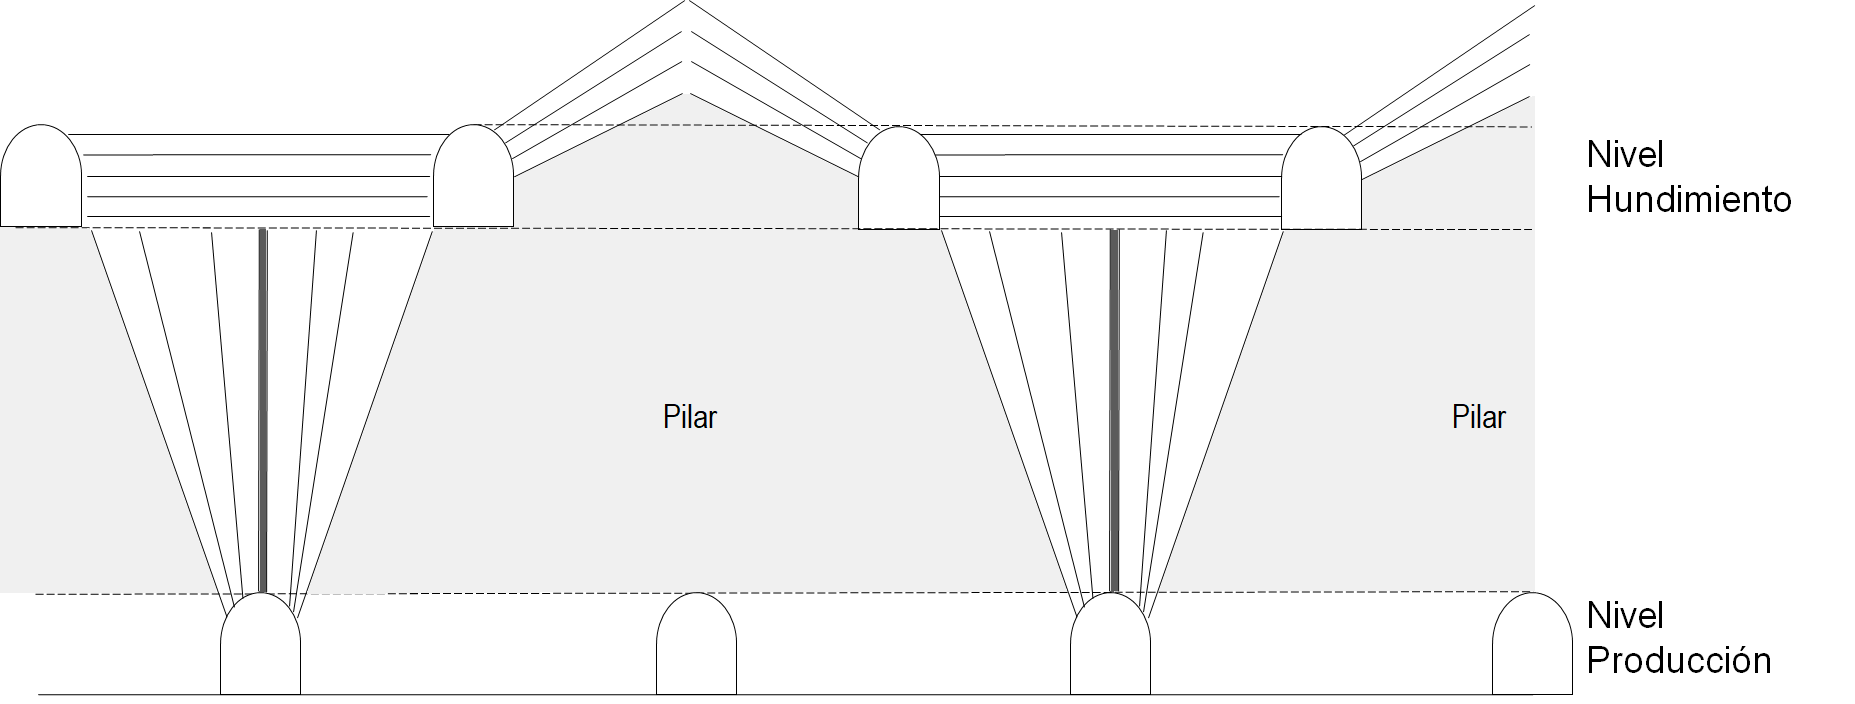 Nivel
Hundimiento
Pilar
Pilar
Nivel
Producción